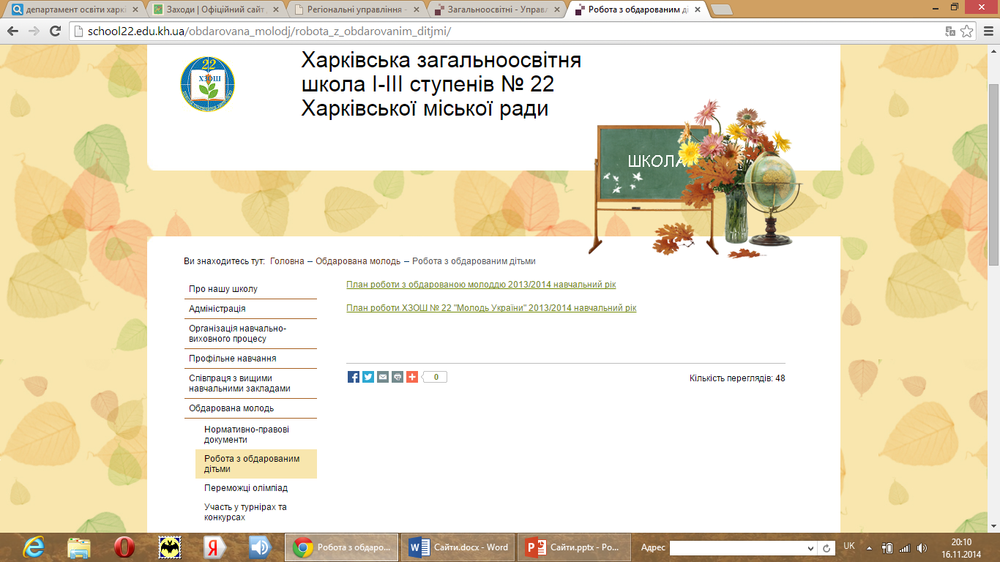 департамент освіти харкі
Заходи | Офіційний сайт
Регіональні управління -
Загальноосвітні - Управл
Робота з обдарованим ді
school22.edu.kh.ua/obdarovana_molodj/robota_z_obdarovanim_ditjmi/
22
ХЗОШ
Харківська загальноосвітня
школа І-ІІІ ступенів № 22
Харківської міської ради
ШКОЛА
Ви знаходитесь тут: Головна – Обдарована молодь – Робота з обдарованим дітьми
Про нашу школу
Адміністрація
Організація навчально-
виховного процесу
Профільне навчання
Співпраця з вищими
навчальними закладами
Обдарована молодь
Нормативно-правові
документи
Робота з обдарованим
дітьми
Переможці олімпіад
Участь у турнірах та
конкурсах
План роботи з обдарованою молоддю 2013/2014 навчальний рік
План роботи ХЗОШ № 22 "Молодь України" 2013/2014 навчальний рік
0
Кількість переглядів: 48
Робота з обдаро...
Сайти.docx - Word
Сайти.pptx - Po...
Адрес
UK
20:10
16.11.2014